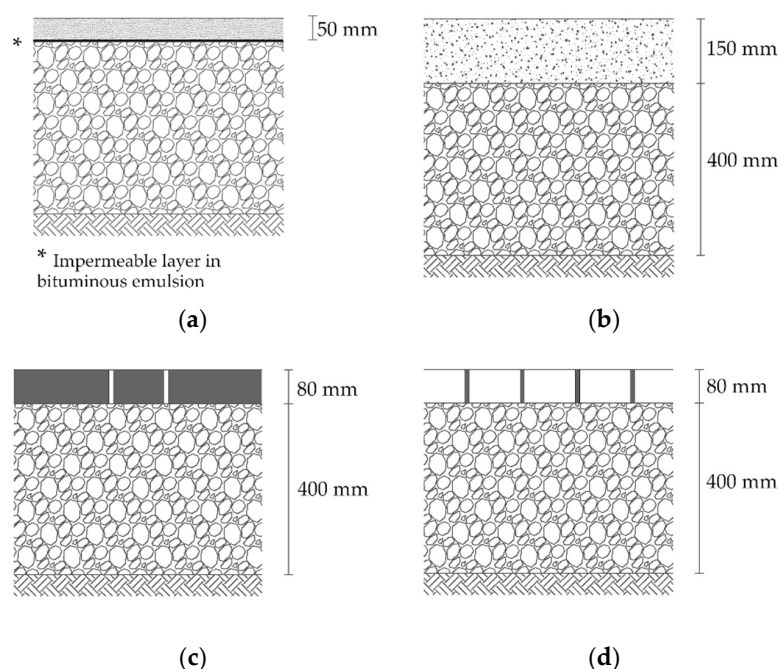 50 mm
*
* Impermeable layer in
bituminous emulsion
(a)
150 mm
400 mm
(b)
80 mm
400 mm
(c)
80 mm
400 mm
(d)